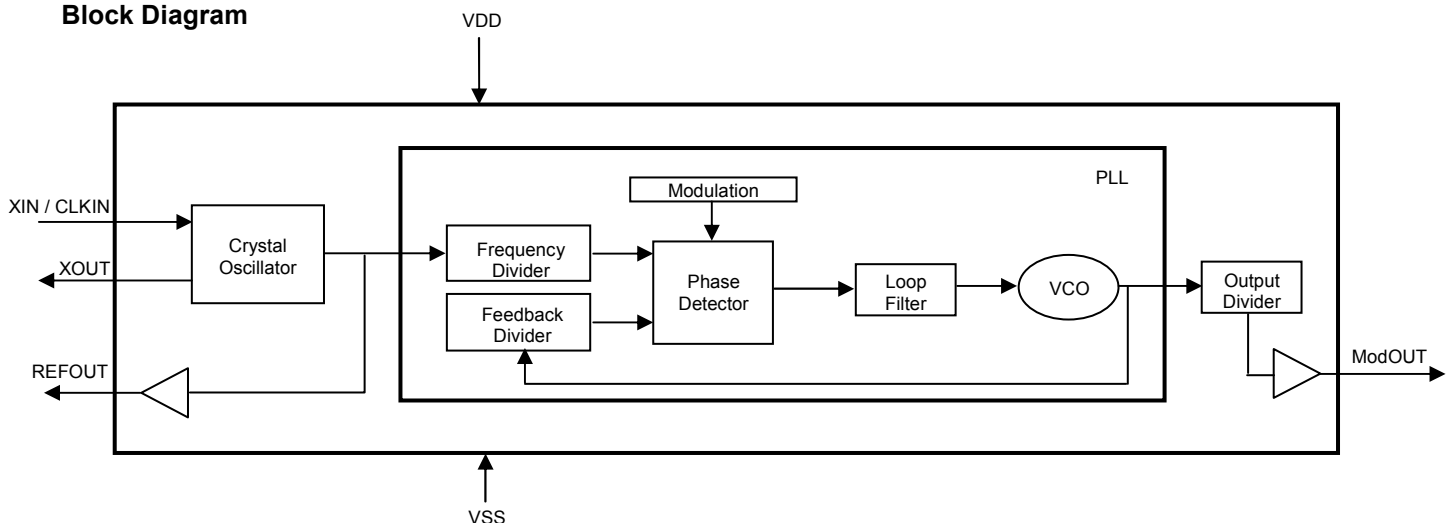 Block Diagram
VDD
PLL
Modulation
XIN / CLKIN
Crystal
Oscillator
XOUT
Frequency
Divider
Phase
Detector
Loop
Filter
VCO
Output
Divider
Feedback
Divider
REFOUT
ModOUT
VSS